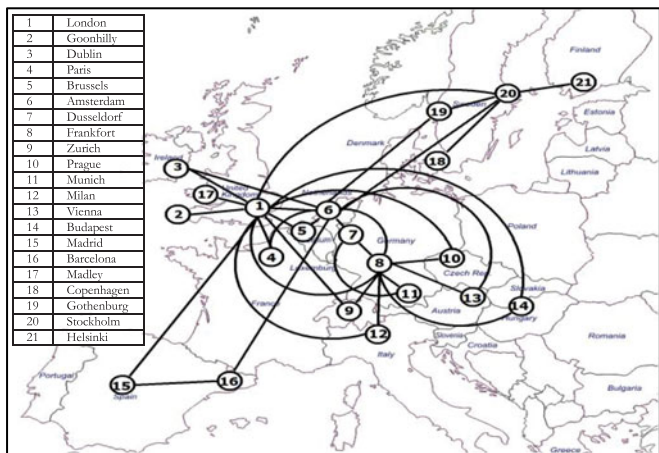 1 London
2 Goonhilly
3 Dublin
4 Paris
5 Brussels
6 Amsterdam
7 Dusseldorf
8 Frankfort
9 Zurich
10 Prague
11 Munich
12 Milan
13 Vienna
14 Budapest
15 Madrid
16 Barcelona
17 Madley
18 Copenhagen
19 Gothenburg
20 Stockholm
21 Helsinki
Finland
21
20
19
Sweden
Estonia
Denmark
Latvia
18
Lithuania
Ireland
3
17
United
1
6
2
5
7
Poland
Germany
4
8
10
Czech Rep
Luxemburg
Slovakia
11
13
14
France
9
Austria
Hungary
12
Slovenia
Croatia
Romania
Italy
Portugal
15
16
Spain
Bulgaria
Greece